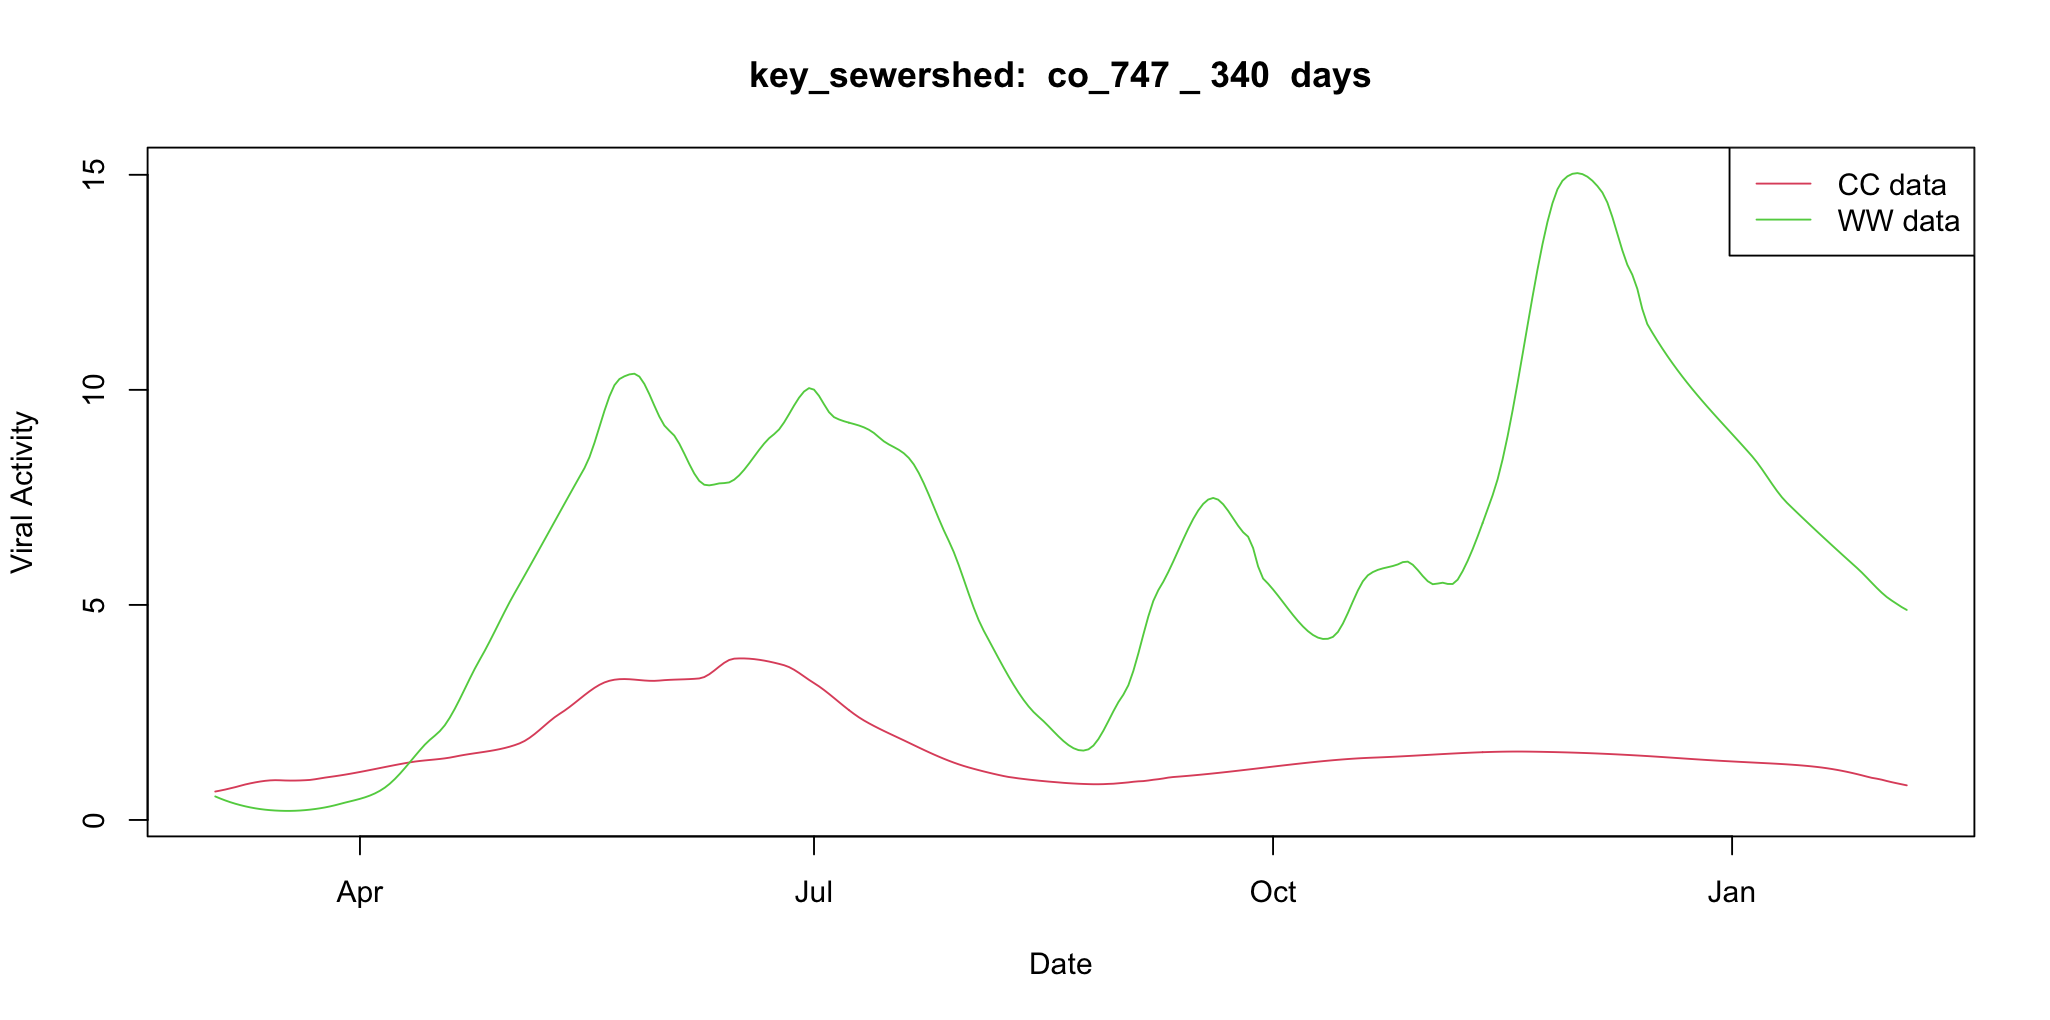 key_sewershed:  co_747 _ 340  days
CC data
WW data
15
10
5
0
Viral Activity
Apr
Jul
Oct
Jan
Date